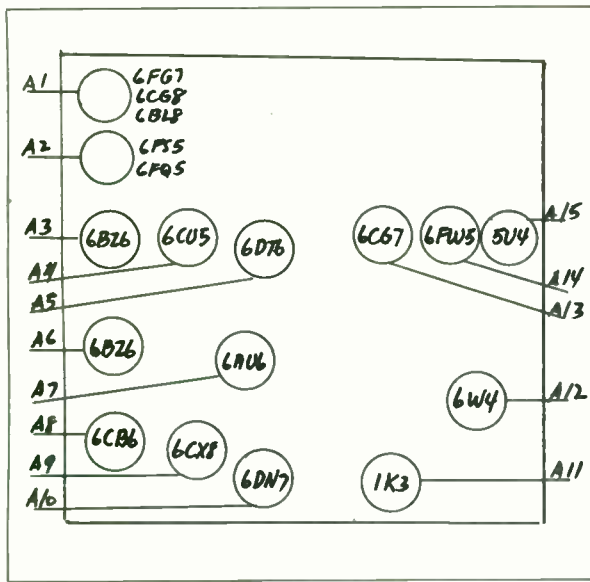 A1 6FG7
6CG8
6BL8
A2 6FS5
6FQ5
A3 6BZ6 6CU5 6DT6 6CG7 6FW5 5U4 A15
A4 A14
A5 A13
A6 6BZ6
6AU6
A7 6W4 A12
A8 6CB6
6CX8
A9 6DN7 1K3 A11
A10